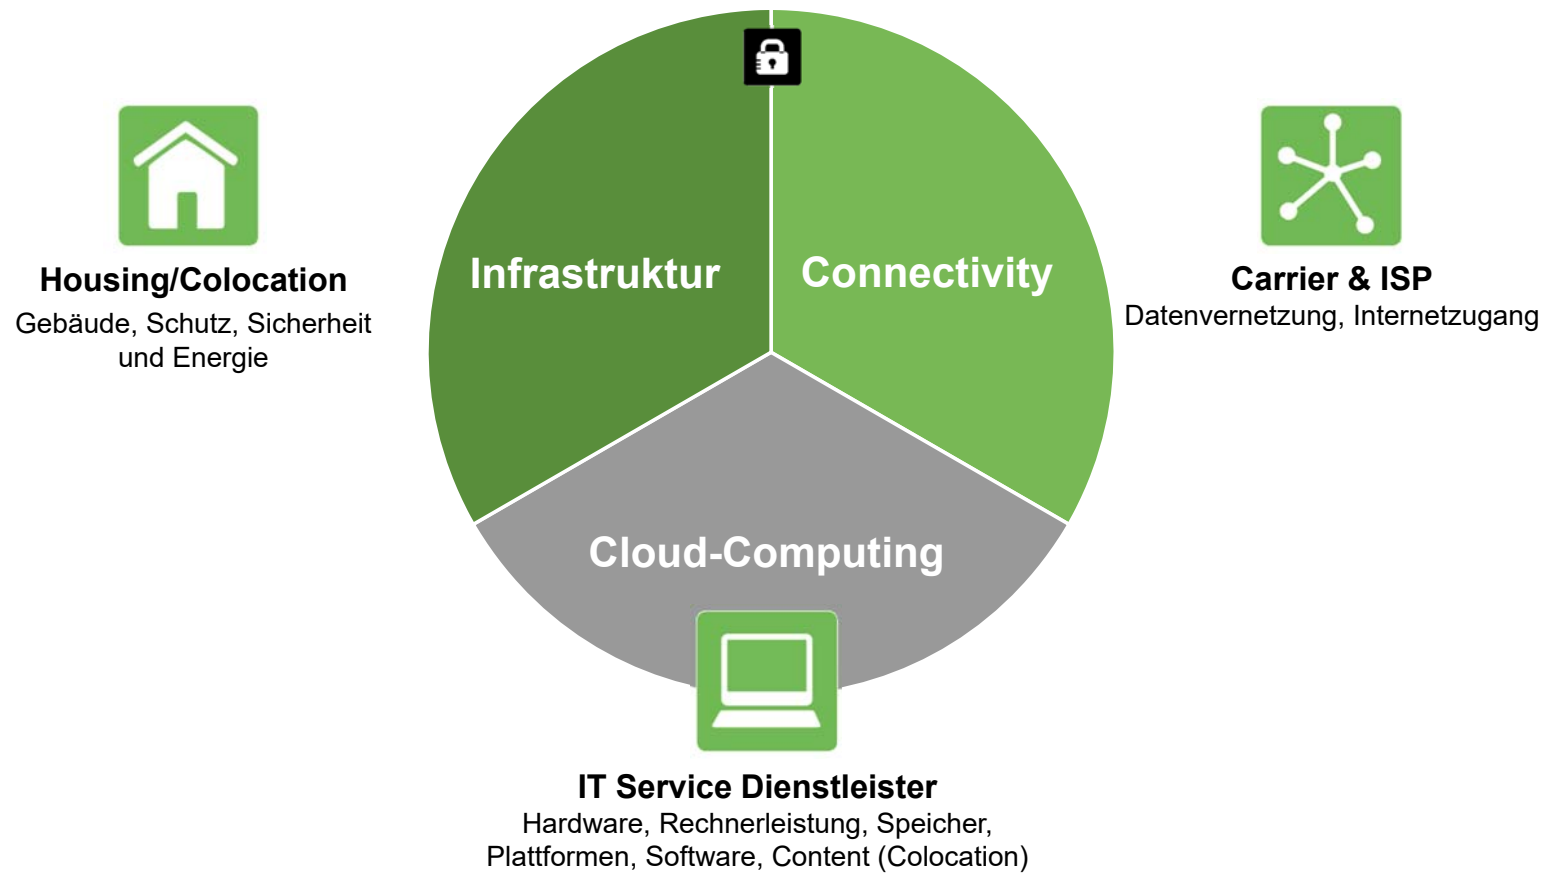 Infrastruktur
Connectivity
Cloud-Computing
Housing/Colocation
Gebäude, Schutz, Sicherheit
und Energie
Carrier & ISP
Datenvernetzung, Internetzugang
IT Service Dienstleister
Hardware, Rechnerleistung, Speicher,
Plattformen, Software, Content (Colocation)